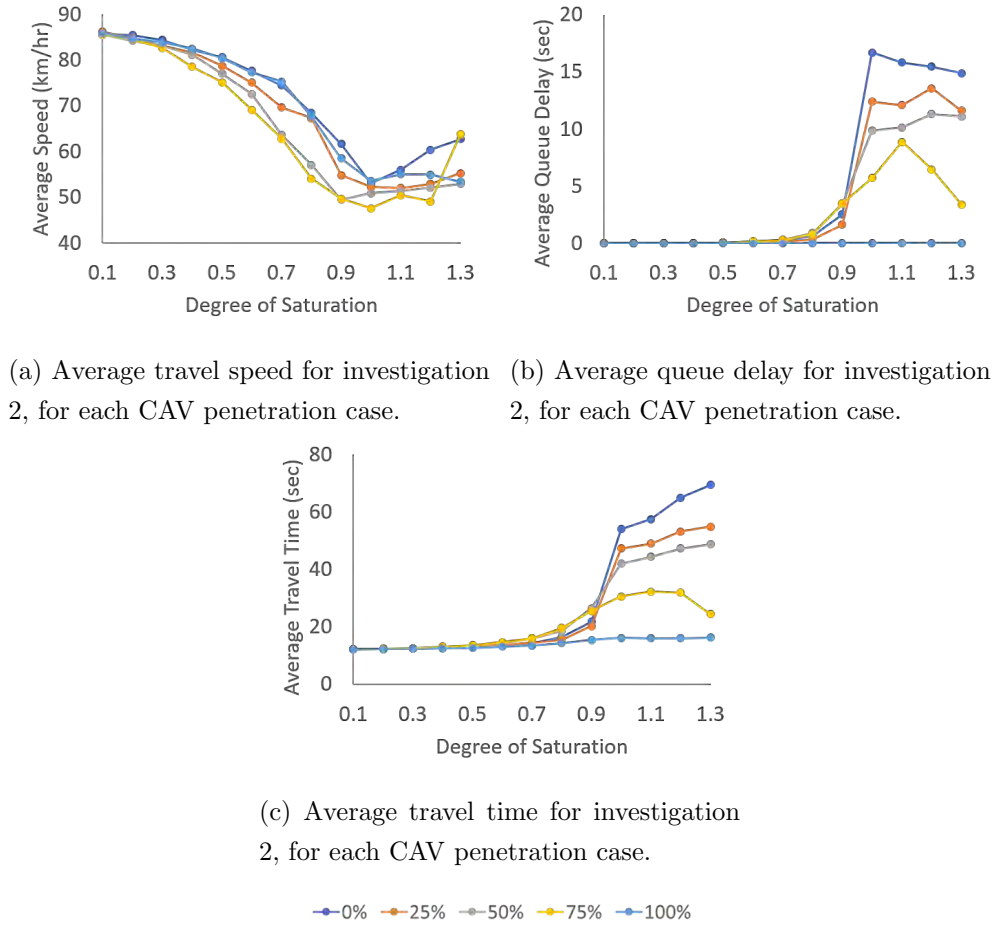 90
80
70
60
50
40
Average Speed (km/hr)
0.1 0.3 0.5 0.7 0.9 1.1 1.3
Degree of Saturation
20
15
10
5
0
Average Queue Delay (sec)
0.1 0.3 0.5 0.7 0.9 1.1 1.3
Degree of Saturation
(a) Average travel speed for investigation
2, for each CAV penetration case.
(b) Average queue delay for investigation
2, for each CAV penetration case.
80
60
40
20
0
Average Travel Time (sec)
0.1 0.3 0.5 0.7 0.9 1.1 1.3
Degree of Saturation
(c) Average travel time for investigation
2, for each CAV penetration case.
0% 25% 50% 75% 100%